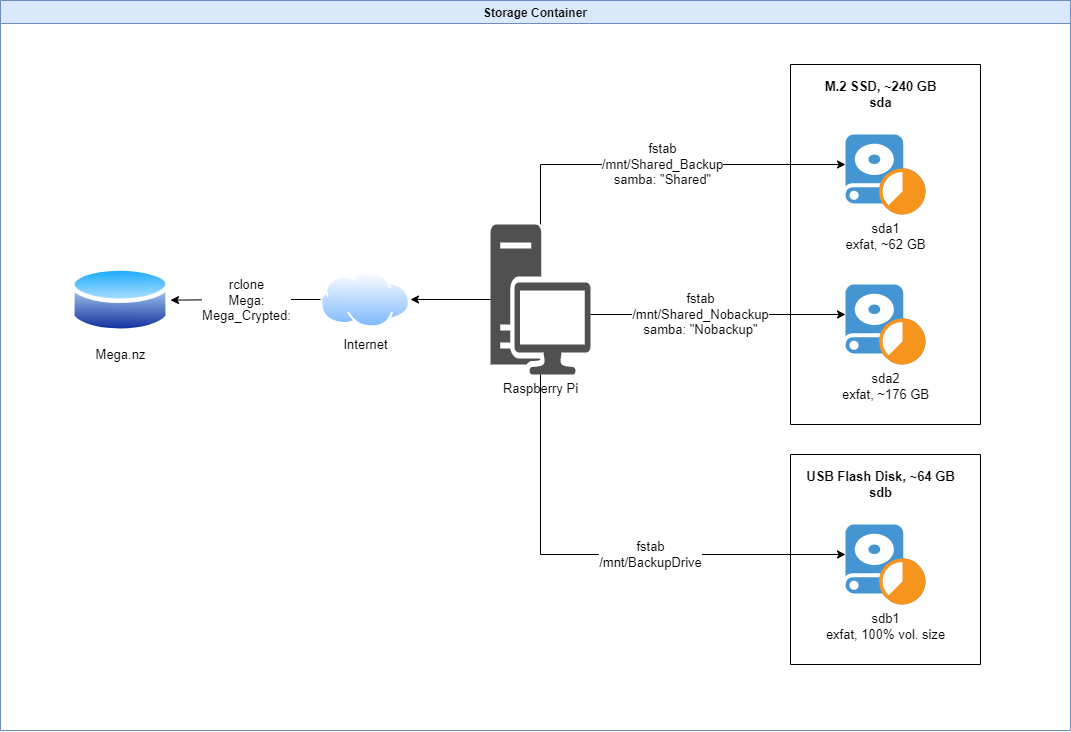 Storage Container
M.2 SSD, ~240 GB
sda
fstab
/mnt/Shared_Backup
samba: "Shared"
sda1
exfat, ~62 GB
rclone
Mega:
Mega_Crypted:
Mega.nz
Internet
Raspberry Pi
fstab
/mnt/Shared_Nobackup
samba: "Nobackup"
sda2
exfat, ~176 GB
USB Flash Disk, ~64 GB
sdb
fstab
/mnt/BackupDrive
sdb1
exfat, 100% vol. size